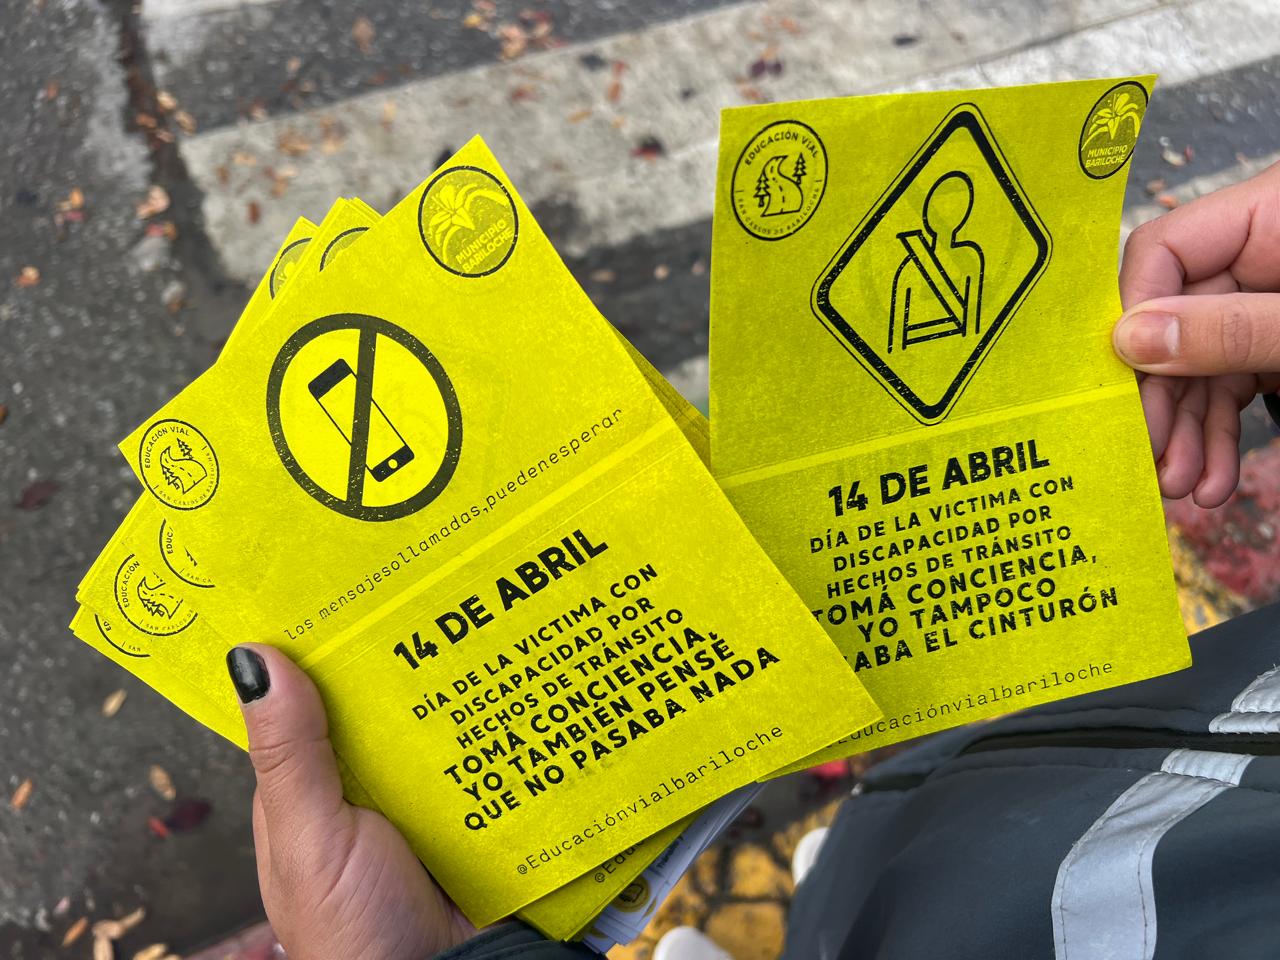 MUNICIPIO
BARILOCHE
EDUCACIÓN VIAL
SAN CARLOS DE BARILOCHE
los mensajesollamadas,puedenesperar
14 DE ABRIL
DÍA DE LA VICTIMA CON
DISCAPACIDAD POR
HECHOS DE TRÁNSITO
TOMÁ CONCIENCIA,
YO TAMBIÉN PENSÉ
QUE NO PASABA NADA
@Educaciónvialbariloche
EDUCACIÓN VIAL
SAN CARLOS DE BARILOCHE
MUNICIPIO
BARILOCHE
14 DE ABRIL
DÍA DE LA VICTIMA CON
DISCAPACIDAD POR
HECHOS DE TRÁNSITO
TOMÁ CONCIENCIA,
YO TAMPOCO
ABA EL CINTURÓN
Educaciónvialbariloche